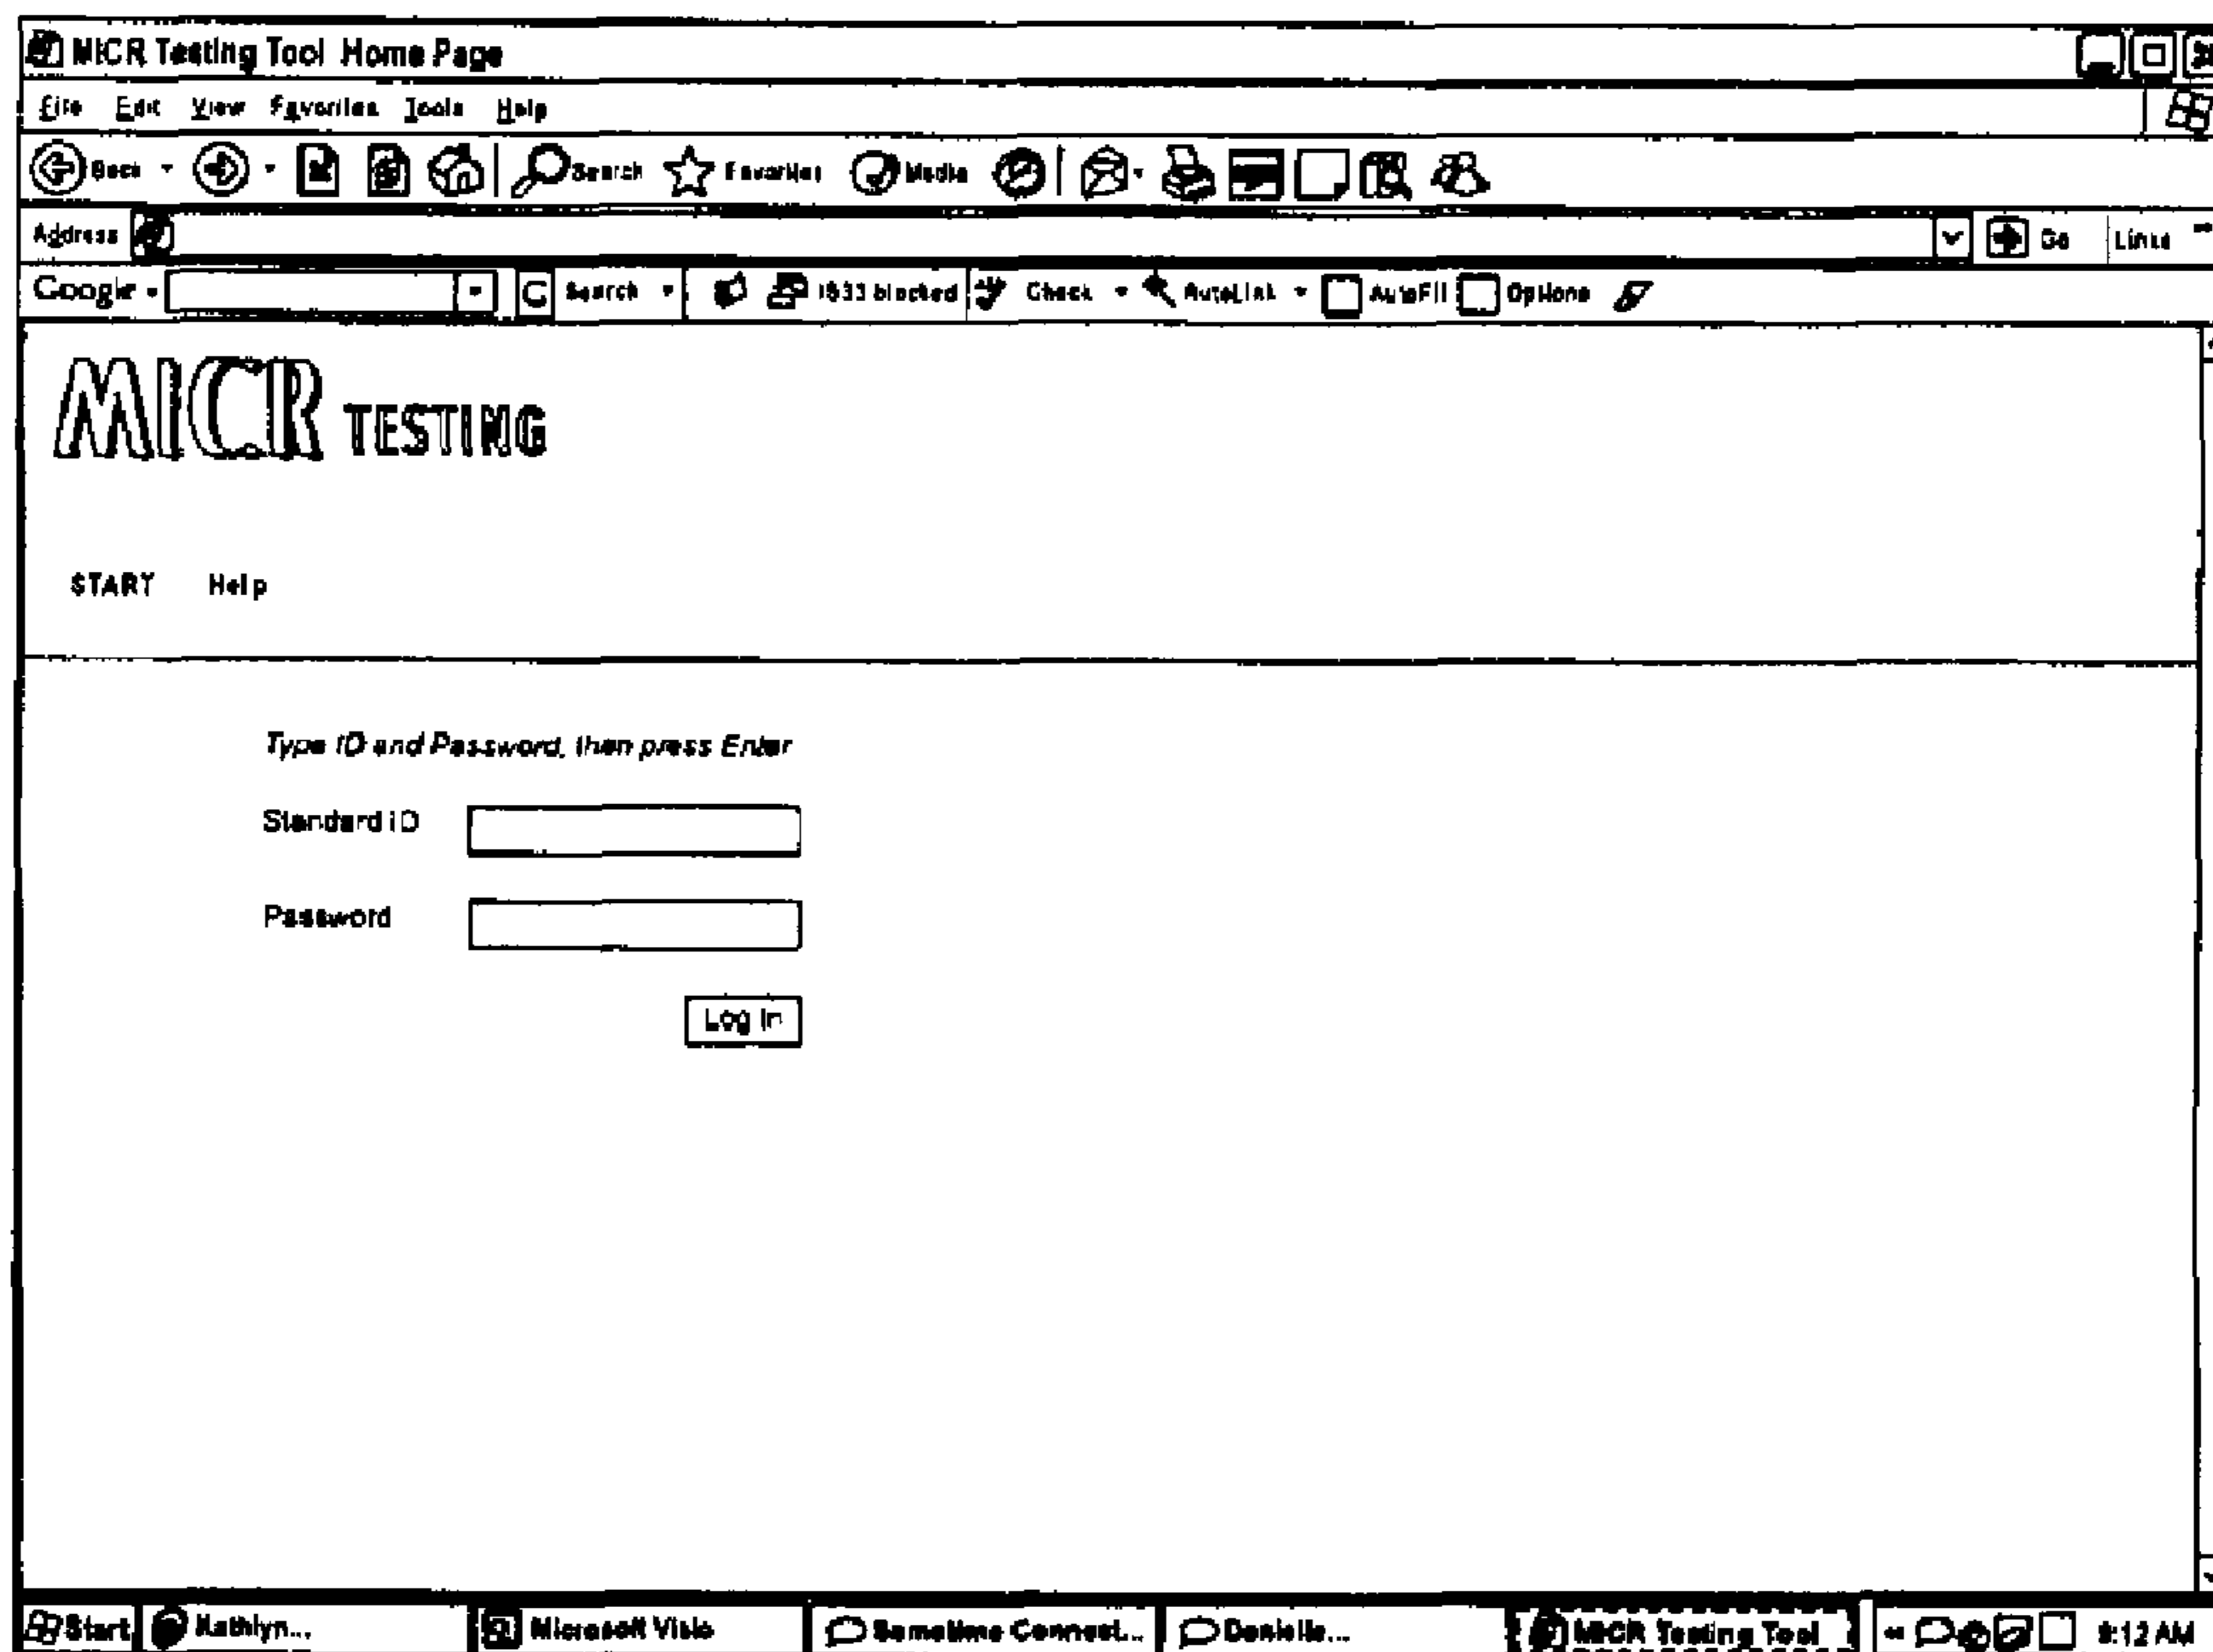 MICR Testing Tool Home Page
File Edit View Favorites Tools Help
Back Search Favorites Media
Address Go Links
Google Search 1533 blocked Check AutoLink AutoFill Options
MICR TESTING
START Help
Type ID and Password, then press Enter
Standard ID
Password
Log In
Start Kathlyn... Microsoft Visio Sametime Connect... Danielle... MICR Testing Tool 9:12 AM